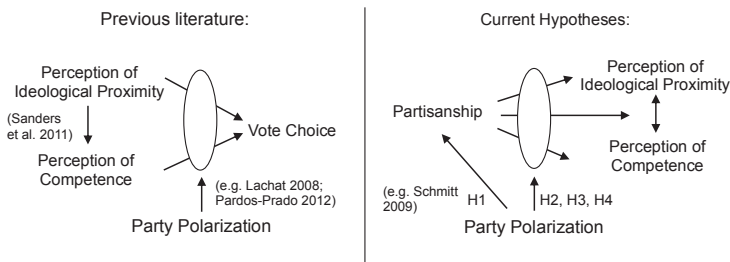 Previous literature:
Perception of
Ideological Proximity
(Sanders
et al. 2011)
Perception of
Competence
Vote Choice
(e.g. Lachat 2008;
Pardos-Prado 2012)
Party Polarization
Current Hypotheses:
Partisanship
Perception of
Ideological Proximity
Perception of
Competence
(e.g. Schmitt
2009)
H1
H2, H3, H4
Party Polarization